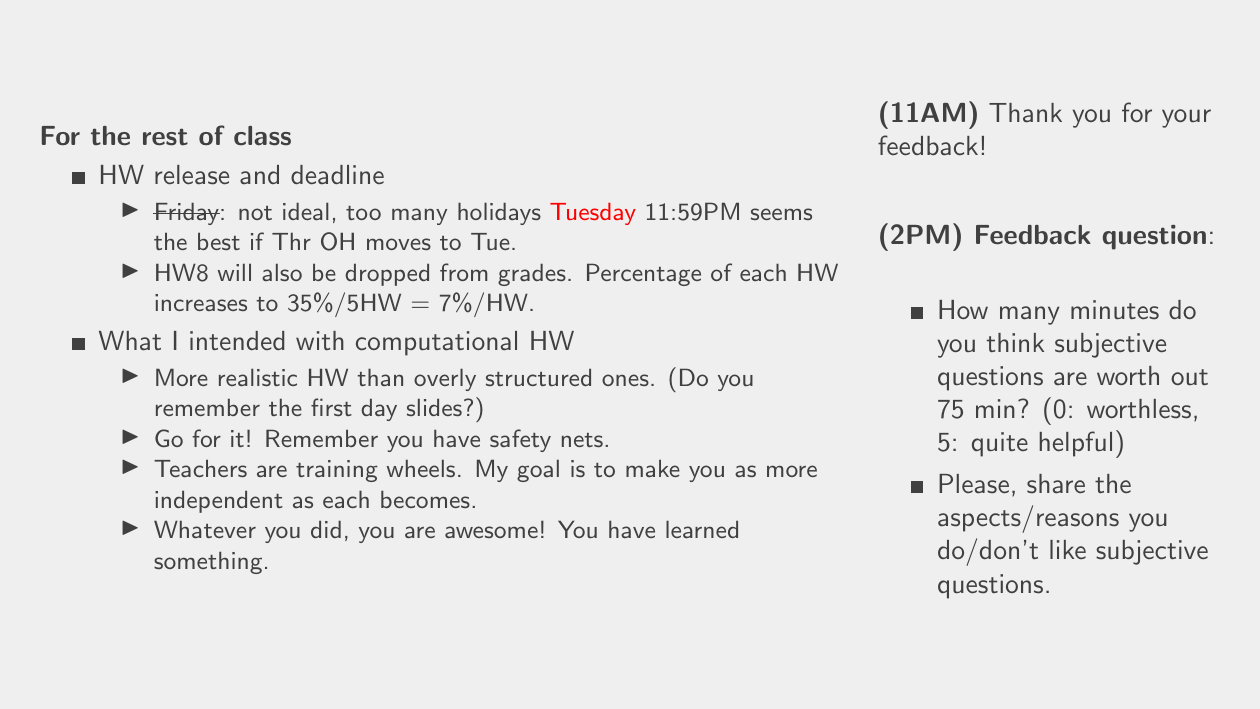 For the rest of class
■ HW release and deadline
▶ Friday: not ideal, too many holidays Tuesday 11:59PM seems
the best if Thr OH moves to Tue.
▶ HW8 will also be dropped from grades. Percentage of each HW
increases to 35%/5HW = 7%/HW.
■ What I intended with computational HW
▶ More realistic HW than overly structured ones. (Do you
remember the first day slides?)
▶ Go for it! Remember you have safety nets.
▶ Teachers are training wheels. My goal is to make you as more
independent as each becomes.
▶ Whatever you did, you are awesome! You have learned
something.
(11AM) Thank you for your
feedback!
(2PM) Feedback question:
■ How many minutes do
you think subjective
questions are worth out
75 min? (0: worthless,
5: quite helpful)
■ Please, share the
aspects/reasons you
do/don't like subjective
questions.